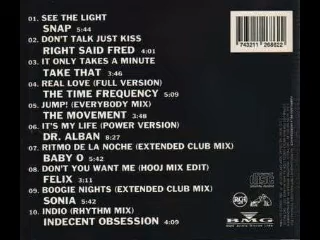 01. SEE THE LIGHT
SNAP 5:44
02. DON'T TALK JUST KISS
RIGHT SAID FRED 4:01
03. IT ONLY TAKES A MINUTE
TAKE THAT 3:46
04. REAL LOVE (FULL VERSION)
THE TIME FREQUENCY 5:09
05. JUMP! (EVERYBODY MIX)
THE MOVEMENT 3:48
06. IT'S MY LIFE (POWER VERSION)
DR. ALBAN 8:17
07. RITMO DE LA NOCHE (EXTENDED CLUB MIX)
BABY O 5:42
08. DON'T YOU WANT ME (HOOJ MIX EDIT)
FELIX 3:11
09. BOOGIE NIGHTS (EXTENDED CLUB MIX)
SONIA 5:42
10. INDIO (RHYTHM MIX)
INDECENT OBSESSION 4:09
RCA
BMG